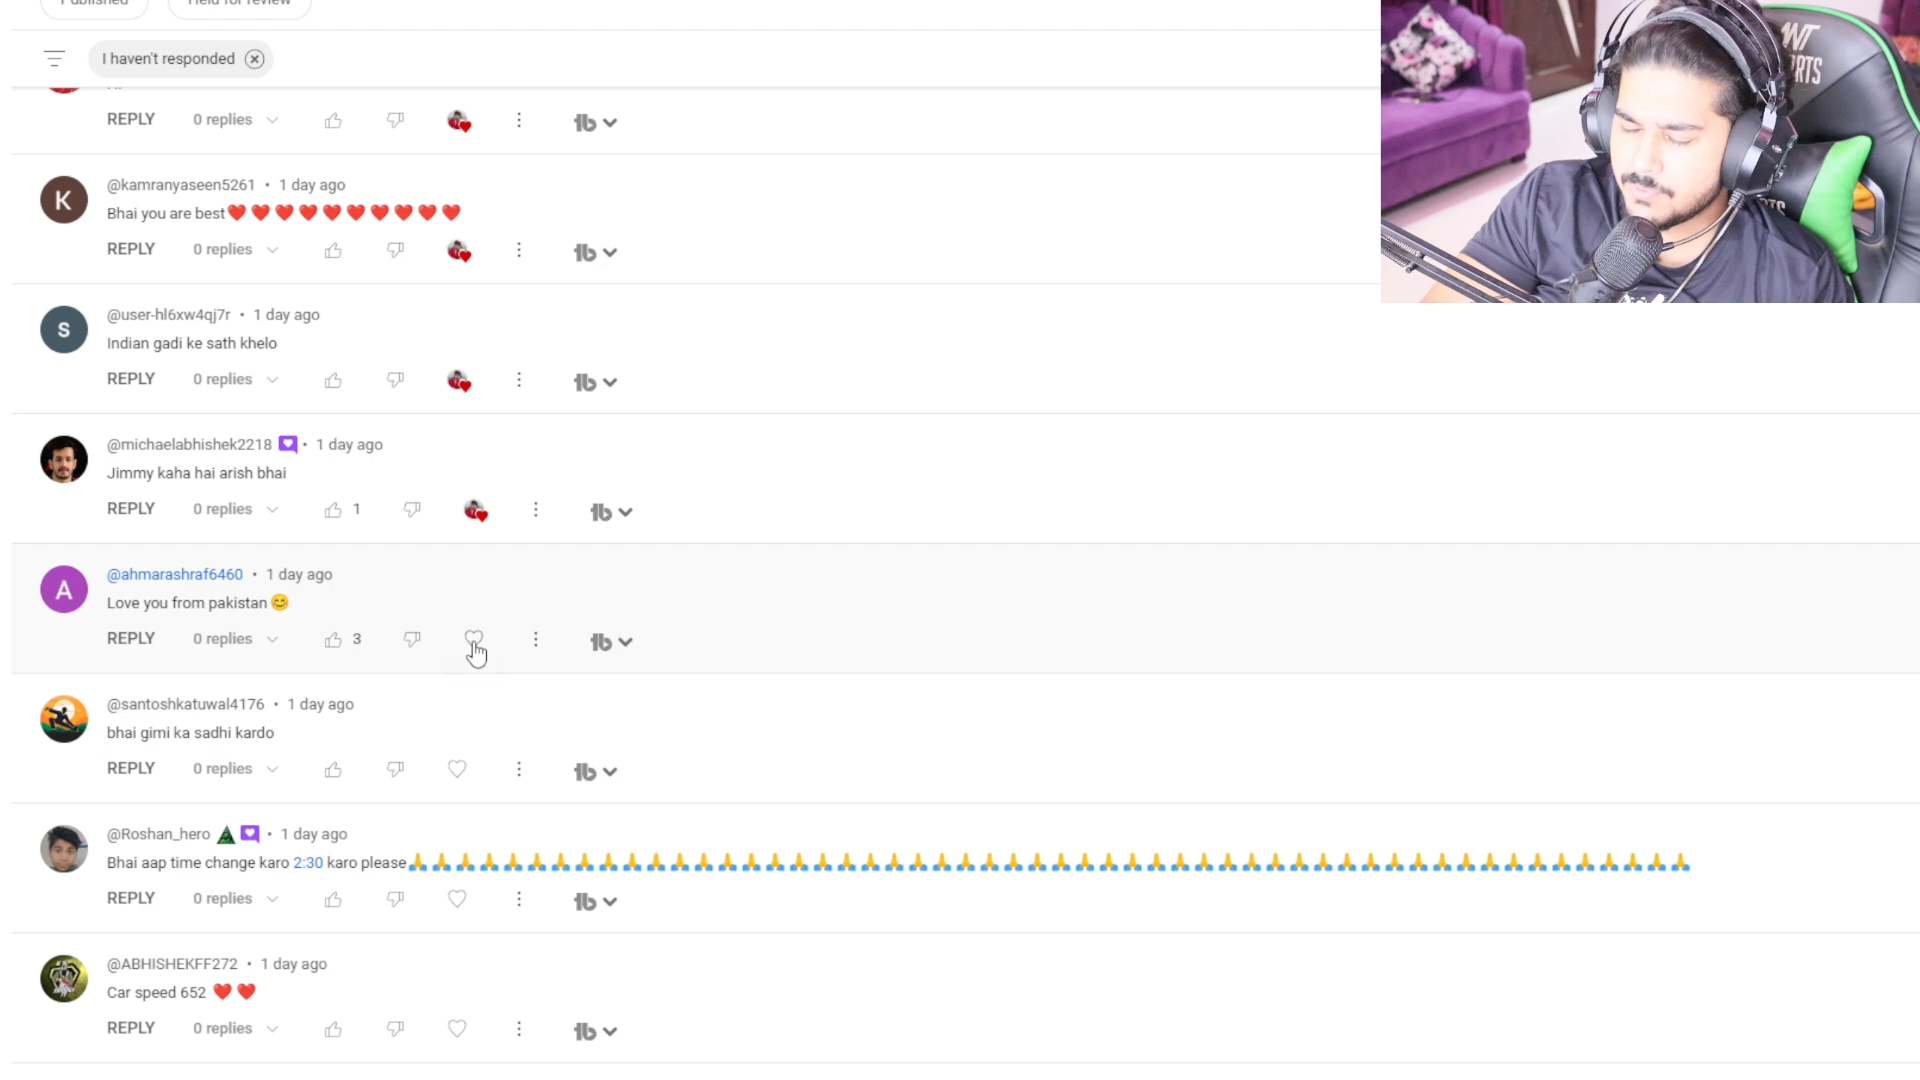 Published Held for review
I haven't responded
REPLY 0 replies
K
@kamranyaseen5261 • 1 day ago
Bhai you are best❤️❤️❤️❤️❤️❤️❤️❤️❤️❤️
REPLY 0 replies
S
@user-hl6xw4qj7r • 1 day ago
Indian gadi ke sath khelo
REPLY 0 replies
@michaelabhishek2218 • 1 day ago
Jimmy kaha hai arish bhai
REPLY 0 replies 1
A
@ahmarashraf6460 • 1 day ago
Love you from pakistan😊
REPLY 0 replies 3
@santoshkatuwal4176 • 1 day ago
bhai gimi ka sadhi kardo
REPLY 0 replies
@Roshan_hero • 1 day ago
Bhai aap time change karo 2:30 karo please🙏🙏🙏🙏🙏🙏🙏🙏🙏🙏🙏🙏🙏🙏🙏🙏🙏🙏🙏🙏🙏🙏🙏🙏🙏🙏🙏🙏🙏🙏🙏🙏🙏🙏🙏🙏🙏🙏🙏🙏🙏🙏🙏🙏🙏🙏🙏🙏🙏🙏🙏🙏🙏🙏
REPLY 0 replies
@ABHISHEKFF272 • 1 day ago
Car speed 652 ❤️❤️
REPLY 0 replies